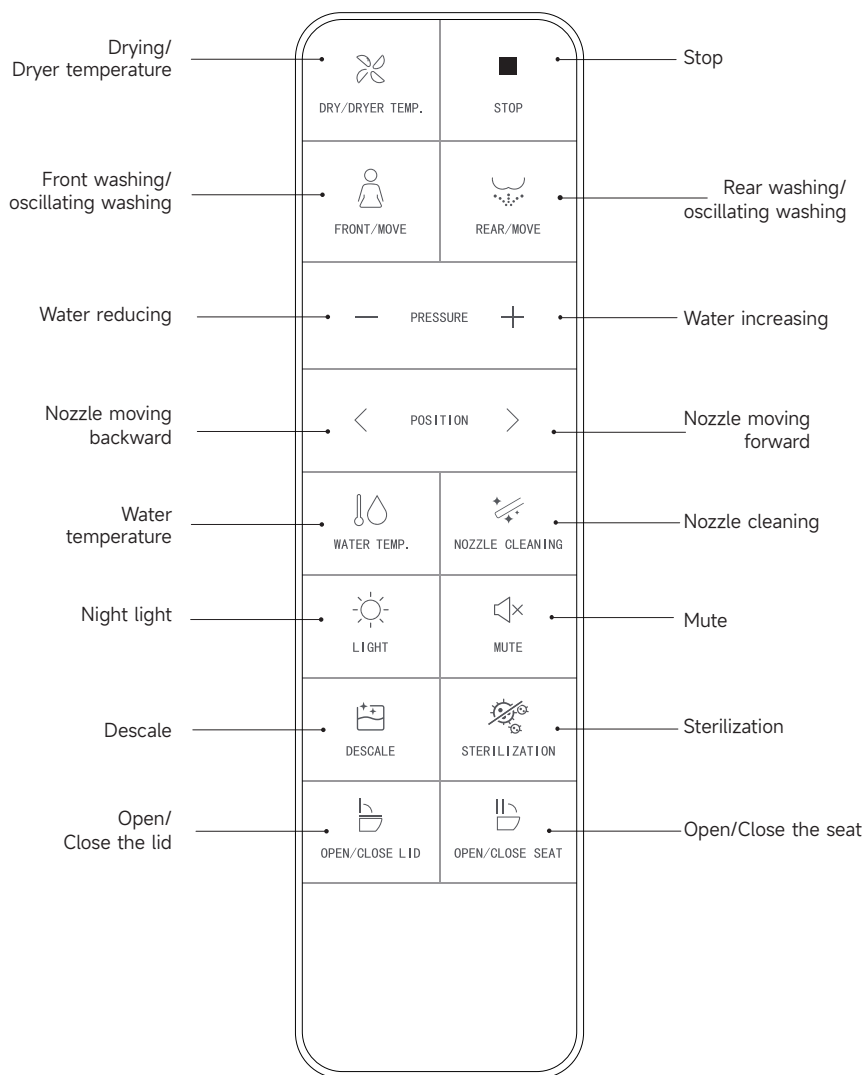 Drying/
Dryer temperature
Stop
DRY/DRYER TEMP.
STOP
Front washing/
oscillating washing
Rear washing/
oscillating washing
FRONT/MOVE
REAR/MOVE
Water reducing
PRESSURE
Water increasing
Nozzle moving
backward
POSITION
Nozzle moving
forward
Water
temperature
Nozzle cleaning
WATER TEMP.
NOZZLE CLEANING
Night light
Mute
LIGHT
MUTE
Descale
Sterilization
DESCALE
STERILIZATION
Open/
Close the lid
Open/Close the seat
OPEN/CLOSE LID
OPEN/CLOSE SEAT